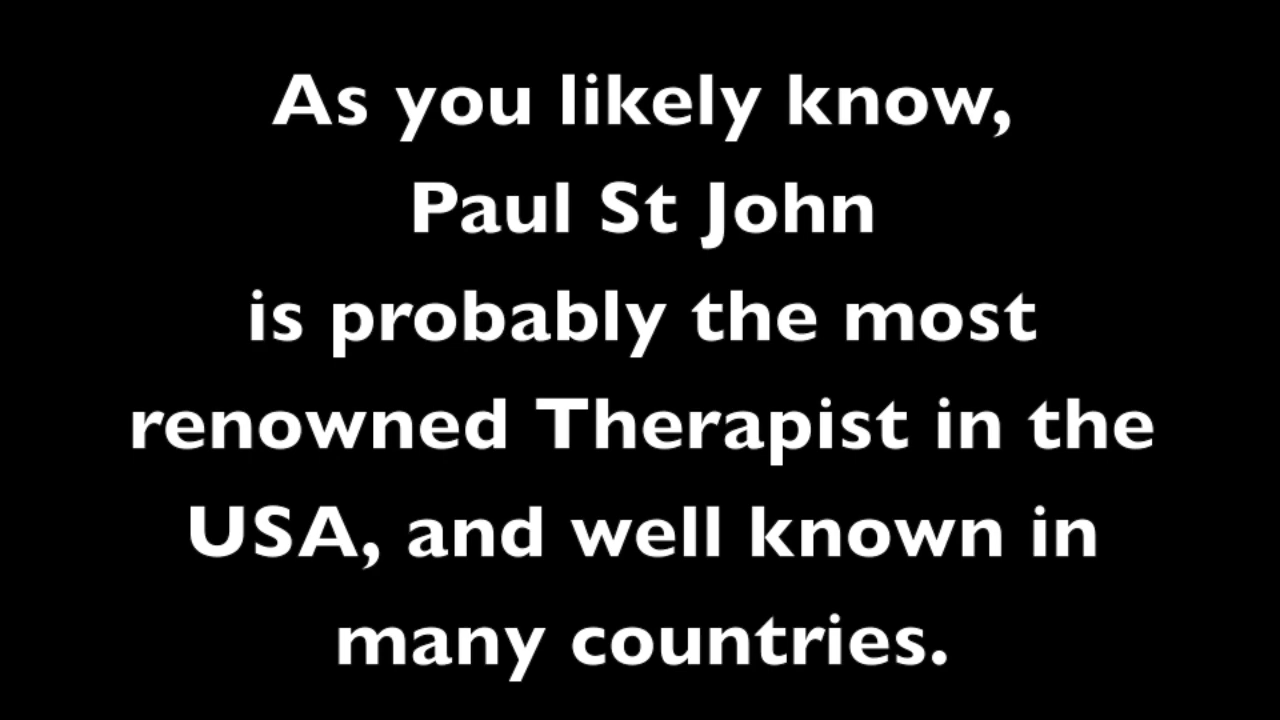 As you likely know,
Paul St John
is probably the most
renowned Therapist in the
USA, and well known in
many countries.